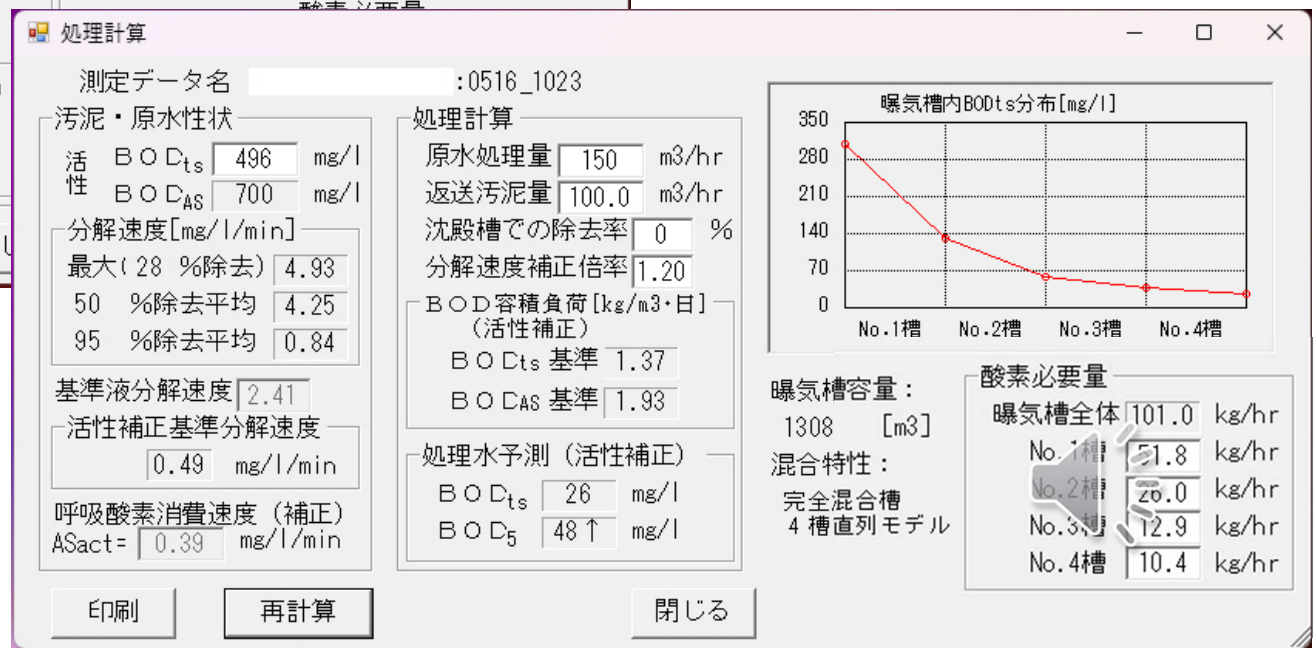 酸素必要量
処理計算
測定データ名 :0516_1023
汚泥・原水性状
活性 BODts 496 mg/l
BODAS 700 mg/l
分解速度[mg/l/min]
最大(28 %除去) 4.93
50 %除去平均 4.25
95 %除去平均 0.84
基準液分解速度 2.41
活性補正基準分解速度
0.49 mg/l/min
呼吸酸素消費速度（補正）
ASact= 0.39 mg/l/min
処理計算
原水処理量 150 m3/hr
返送汚泥量 100.0 m3/hr
沈殿槽での除去率 0 %
分解速度補正倍率 1.20
BOD容積負荷[kg/m3・日]
（活性補正）
BODts 基準 1.37
BODAS 基準 1.93
処理水予測（活性補正）
BODts 26 mg/l
BOD5 48↑ mg/l
曝気槽内BODts分布[mg/l]
350
280
210
140
70
0
No.1槽 No.2槽 No.3槽 No.4槽
曝気槽容量：
1308 [m3]
混合特性：
完全混合槽
4槽直列モデル
酸素必要量
曝気槽全体 101.0 kg/hr
No.1槽 51.8 kg/hr
No.2槽 26.0 kg/hr
No.3槽 12.9 kg/hr
No.4槽 10.4 kg/hr
印刷 再計算 閉じる